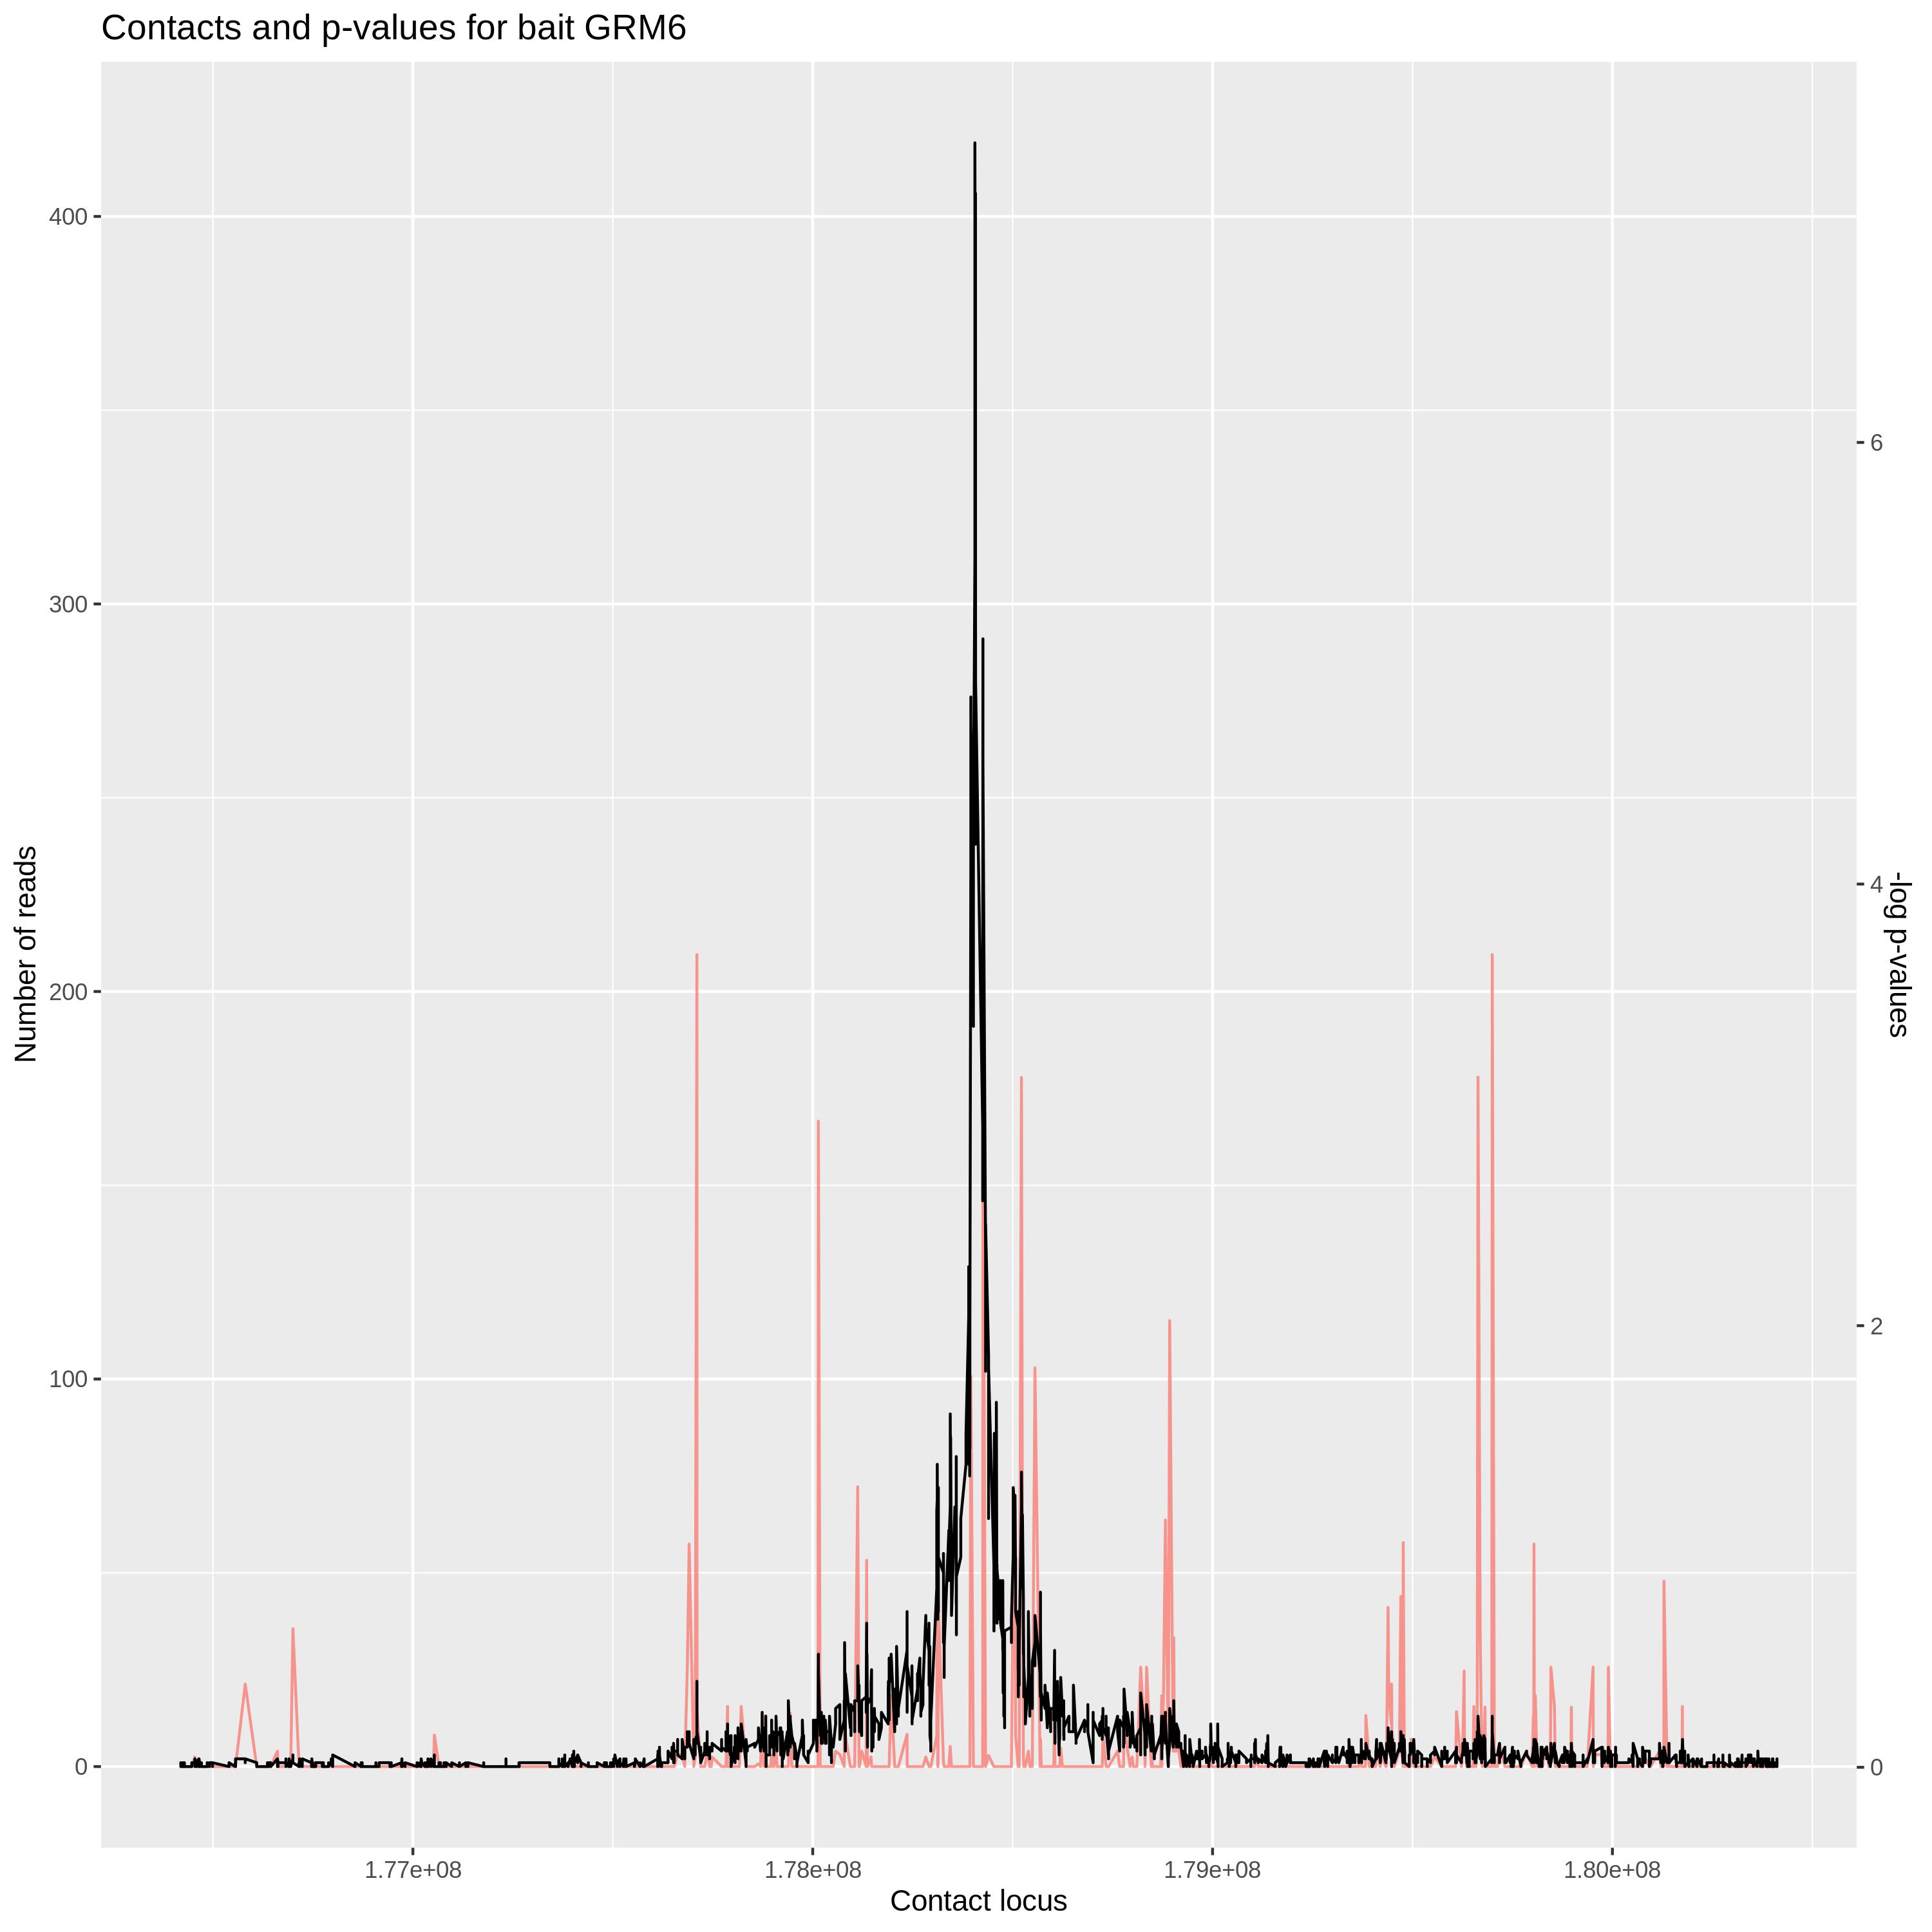 Contacts and p-values for bait GRM6
400
300
200
100
0
Number of reads
6
4
2
0
-log p-values
1.77e+08
1.78e+08
1.79e+08
1.80e+08
Contact locus